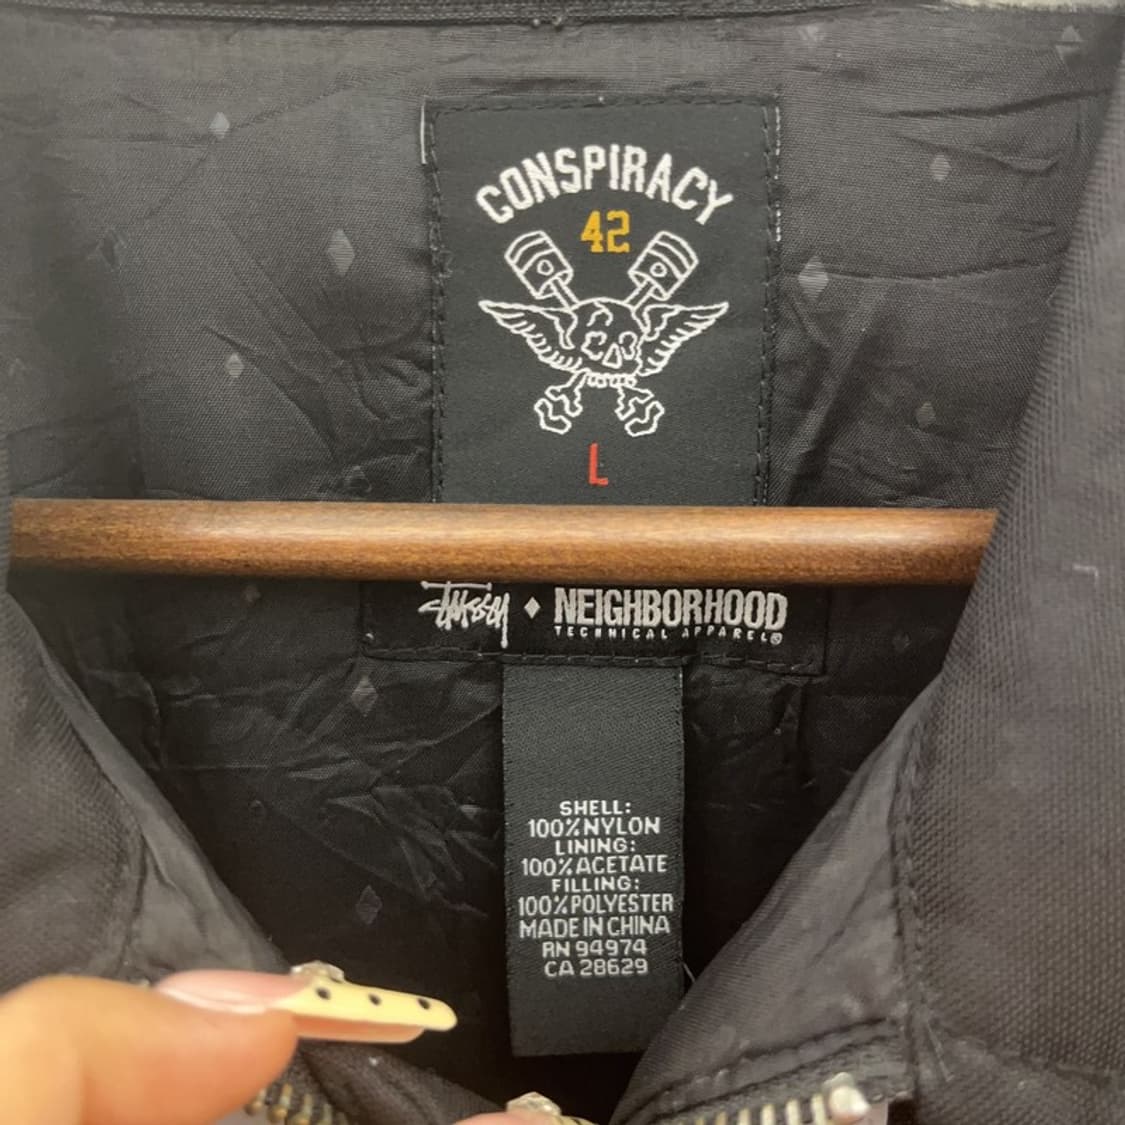 CONSPIRACY
42
L
STUSSY ♦ NEIGHBORHOOD
TECHNICAL APPAREL®
SHELL:
100%NYLON
LINING:
100%ACETATE
FILLING:
100%POLYESTER
MADE IN CHINA
RN 94974
CA 28629